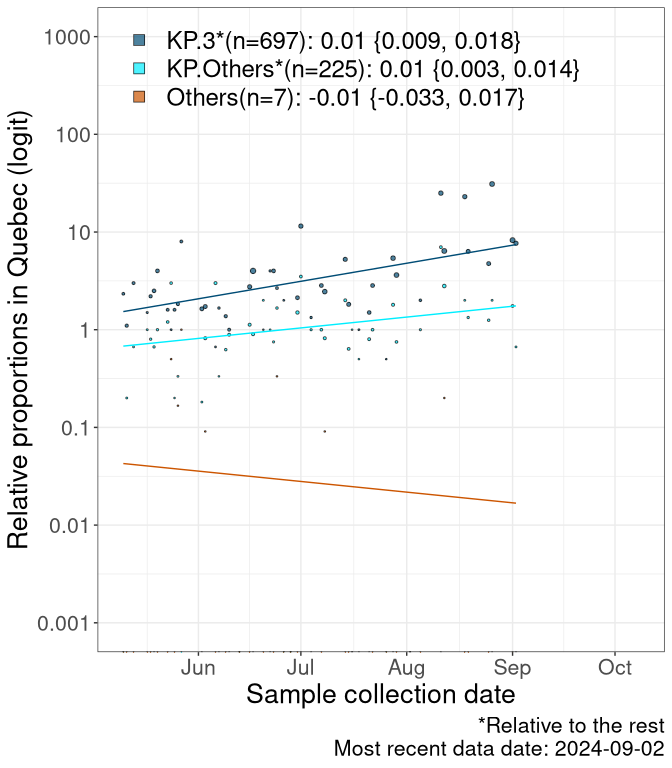 KP.3*(n=697): 0.01 {0.009, 0.018}
KP.Others*(n=225): 0.01 {0.003, 0.014}
Others(n=7): -0.01 {-0.033, 0.017}
Relative proportions in Quebec (logit)
1000
100
10
1
0.1
0.01
0.001
Jun Jul Aug Sep Oct
Sample collection date
*Relative to the rest
Most recent data date: 2024-09-02